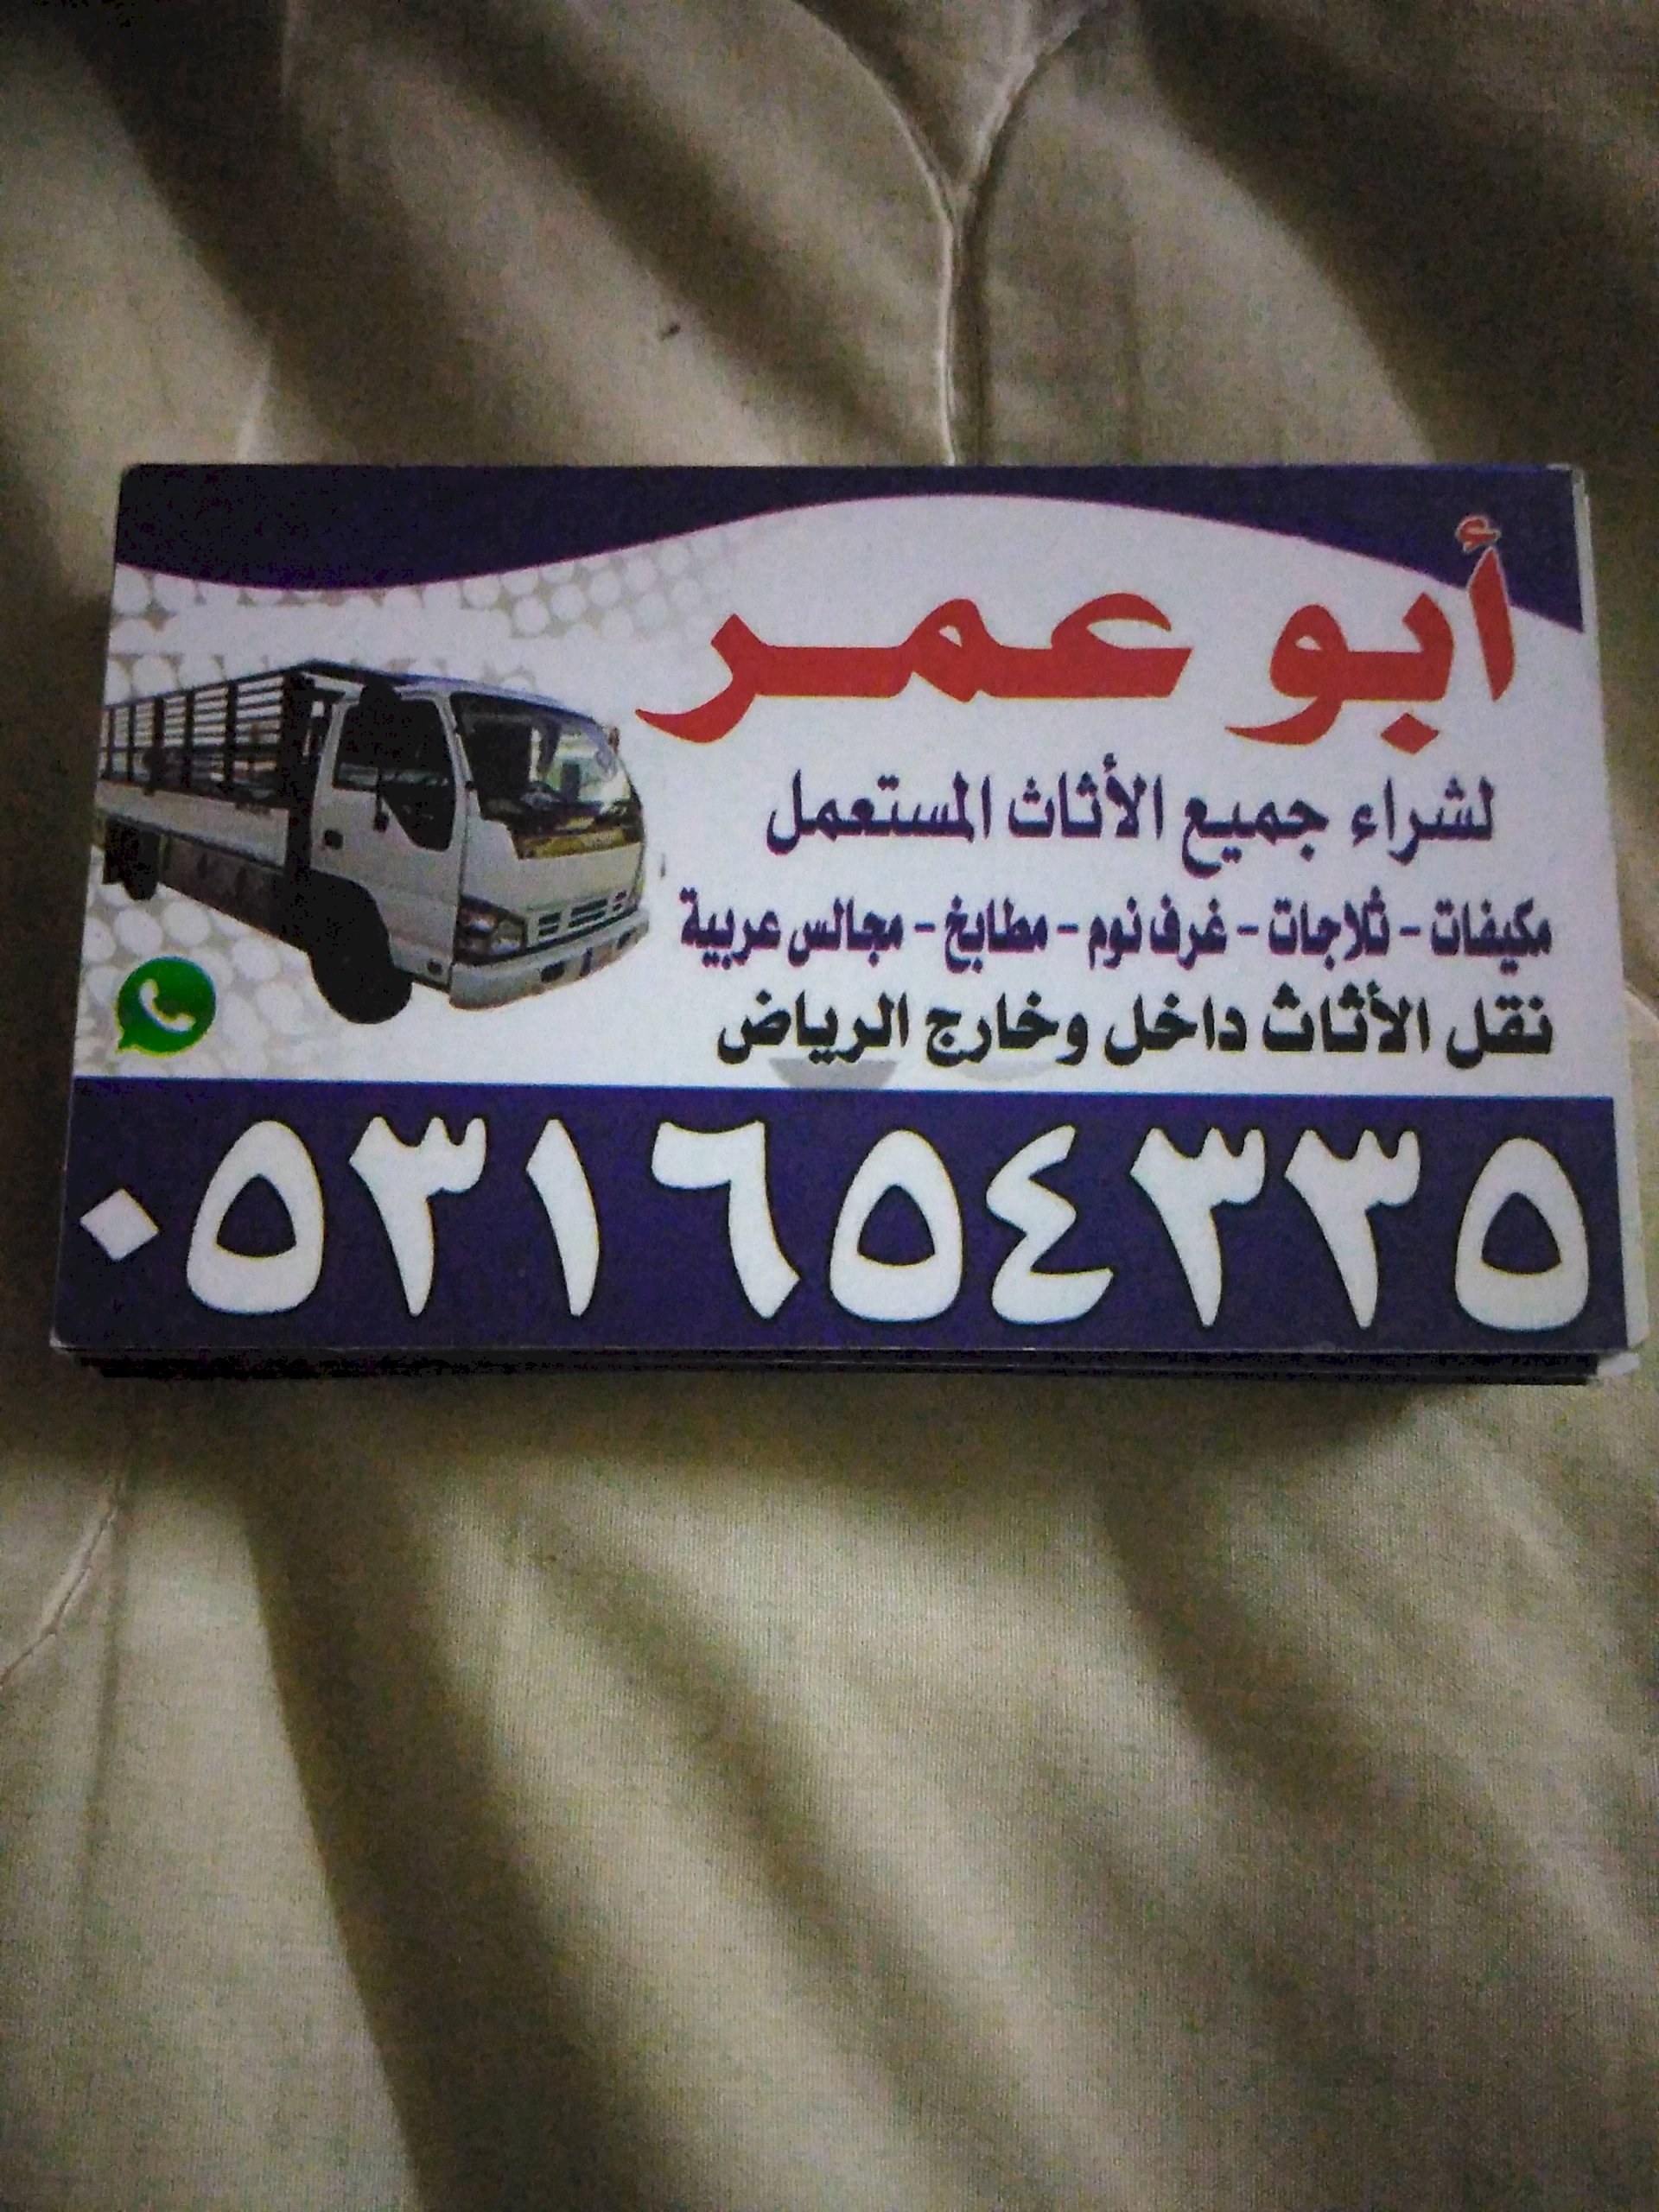 أبو عمر
لشراء جميع الأثاث المستعمل
مكيفات - ثلاجات - غرف نوم - مطابخ - مجالس عربية
نقل الأثاث داخل وخارج الرياض
٠٥٣١٦٥٤٣٣٥